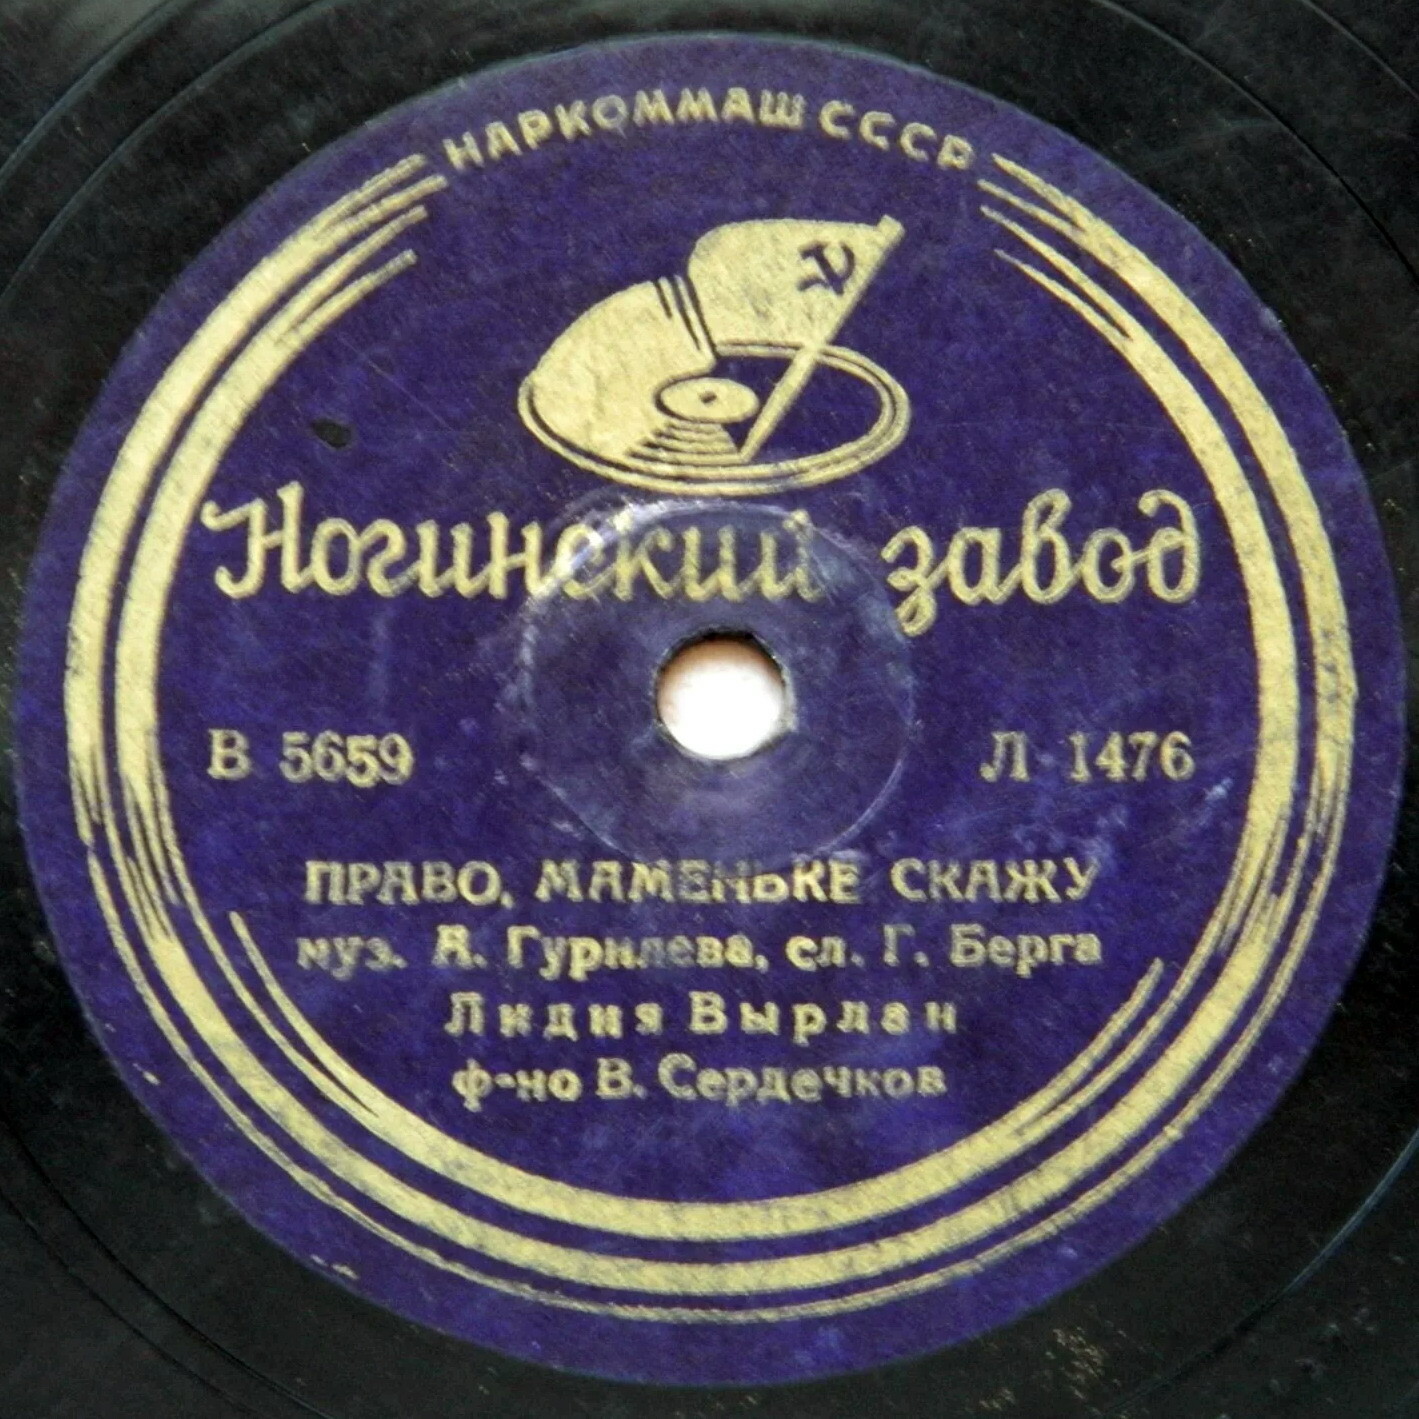 НАРКОММАШ СССР
Ногинский завод
В 5659 Л 1476
ПРАВО, МАМЕНЬКЕ СКАЖУ
муз. А. Гурилева, сл. Г. Берга
Лидия Вырлан
ф-но В. Сердечков